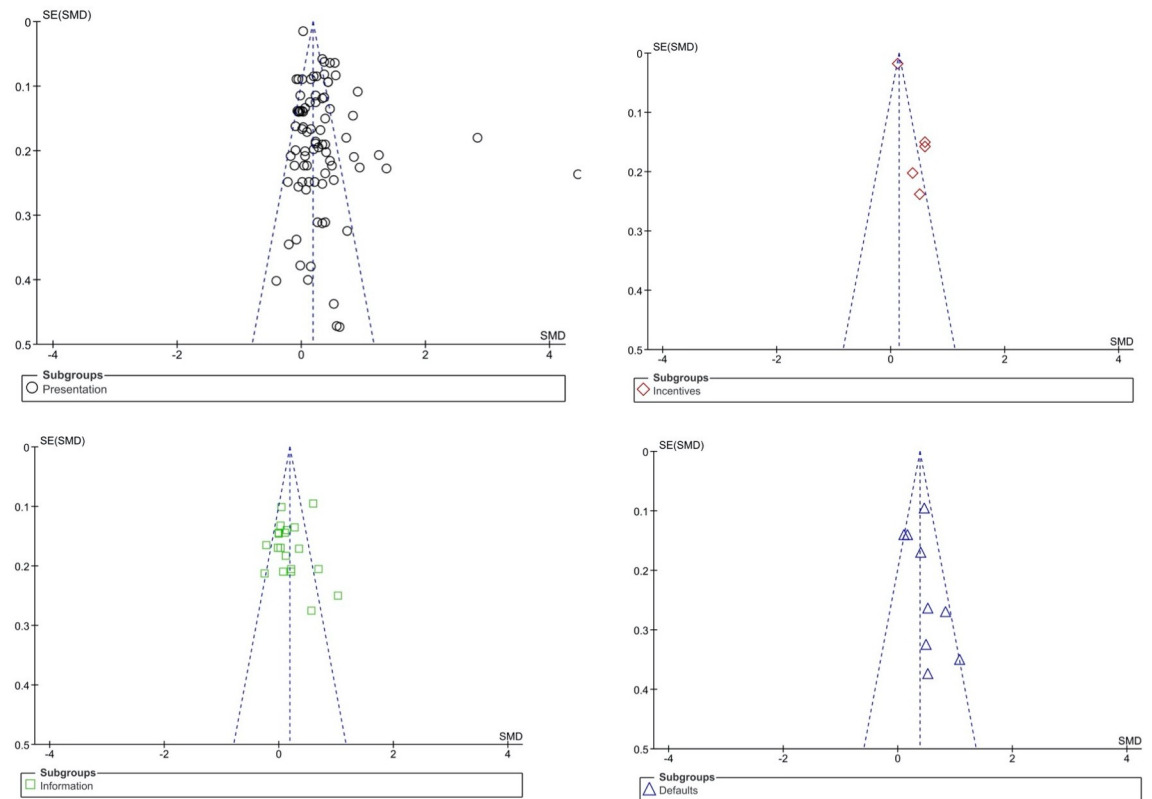 SE(SMD)
0
0.1
0.2
0.3
0.4
0.5
-4
-2
0
2
4
SMD
Subgroups
Presentation
SE(SMD)
0
0.1
0.2
0.3
0.4
0.5
-4
-2
0
2
4
SMD
Subgroups
Incentives
SE(SMD)
0
0.1
0.2
0.3
0.4
0.5
-4
-2
0
2
4
SMD
Subgroups
Information
SE(SMD)
0
0.1
0.2
0.3
0.4
0.5
-4
-2
0
2
4
SMD
Subgroups
Defaults